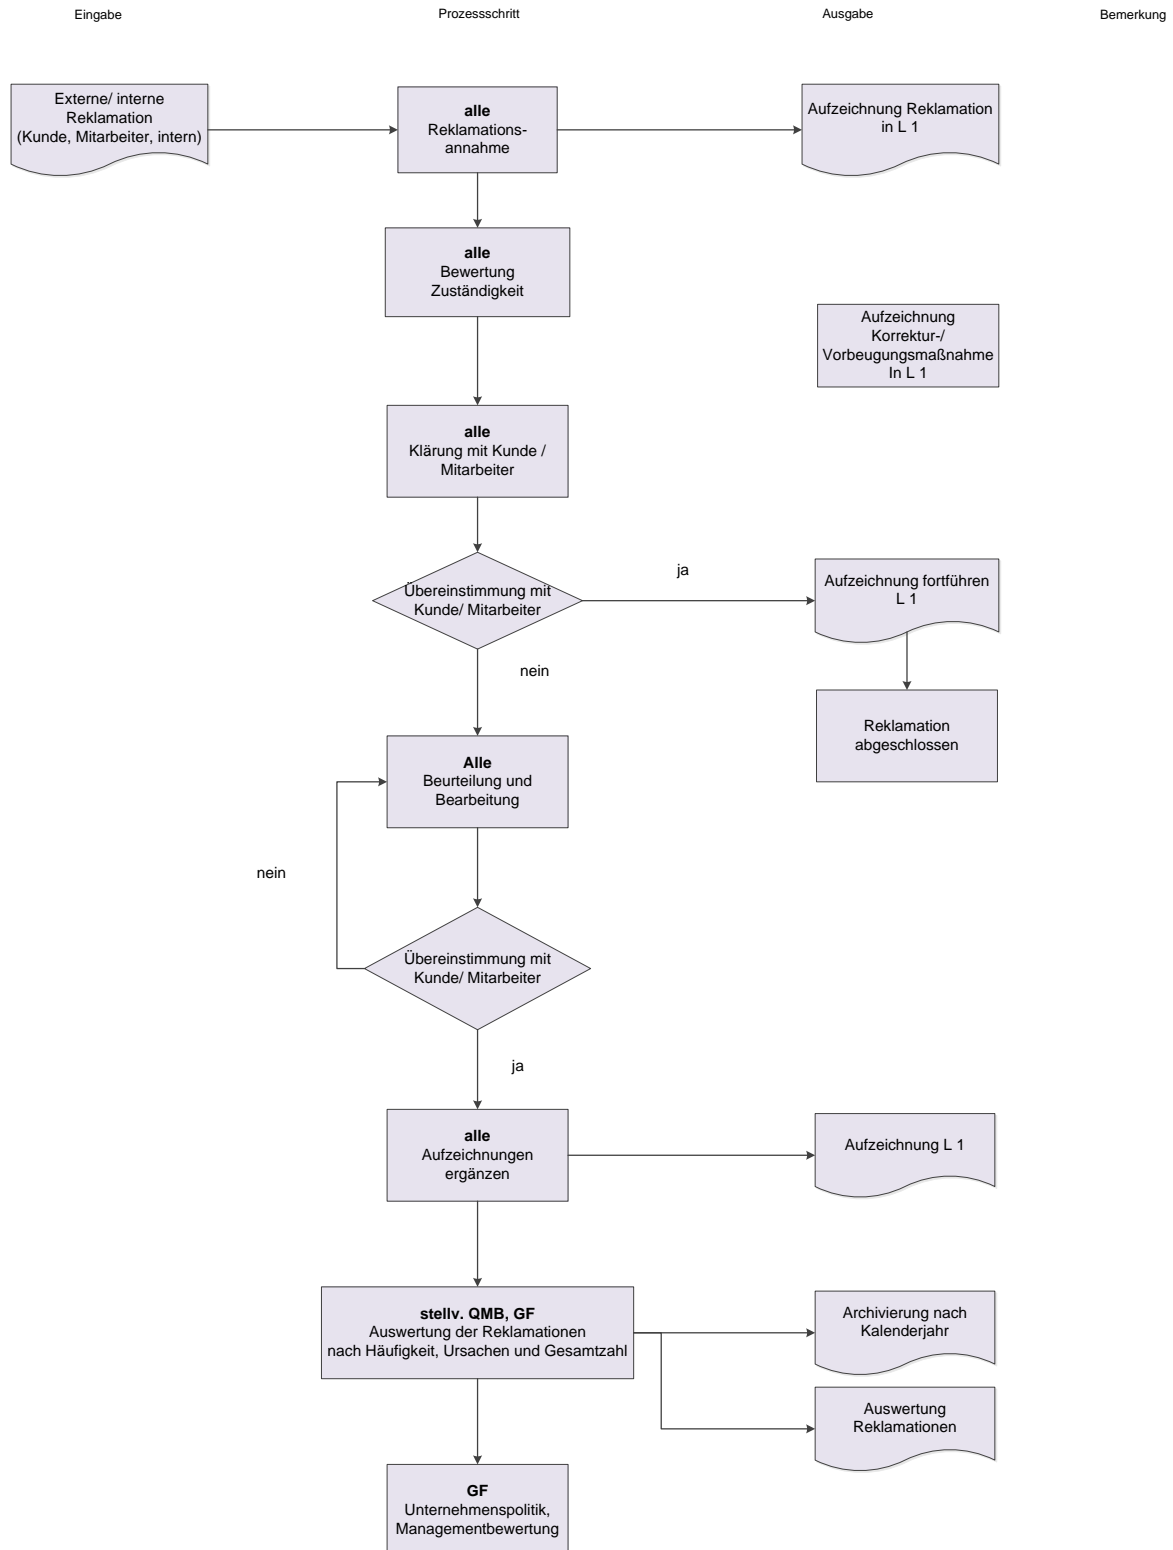 Eingabe
Prozessschritt
Ausgabe
Bemerkung
Externe/ interne
Reklamation
(Kunde, Mitarbeiter, intern)
alle
Reklamations-
annahme
Aufzeichnung Reklamation
in L 1
alle
Bewertung
Zuständigkeit
Aufzeichnung
Korrektur-/
Vorbeugungsmaßnahme
In L 1
alle
Klärung mit Kunde /
Mitarbeiter
Übereinstimmung mit
Kunde/ Mitarbeiter
ja
Aufzeichnung fortführen
L 1
nein
Reklamation
abgeschlossen
Alle
Beurteilung und
Bearbeitung
nein
Übereinstimmung mit
Kunde/ Mitarbeiter
ja
alle
Aufzeichnungen
ergänzen
Aufzeichnung L 1
stellv. QMB, GF
Auswertung der Reklamationen
nach Häufigkeit, Ursachen und Gesamtzahl
Archivierung nach
Kalenderjahr
Auswertung
Reklamationen
GF
Unternehmenspolitik,
Managementbewertung